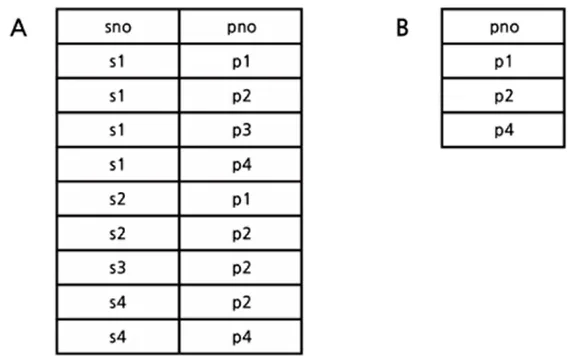 A B
sno pno pno
s1 p1 p1
s1 p2 p2
s1 p3 p4
s1 p4
s2 p1
s2 p2
s3 p2
s4 p2
s4 p4